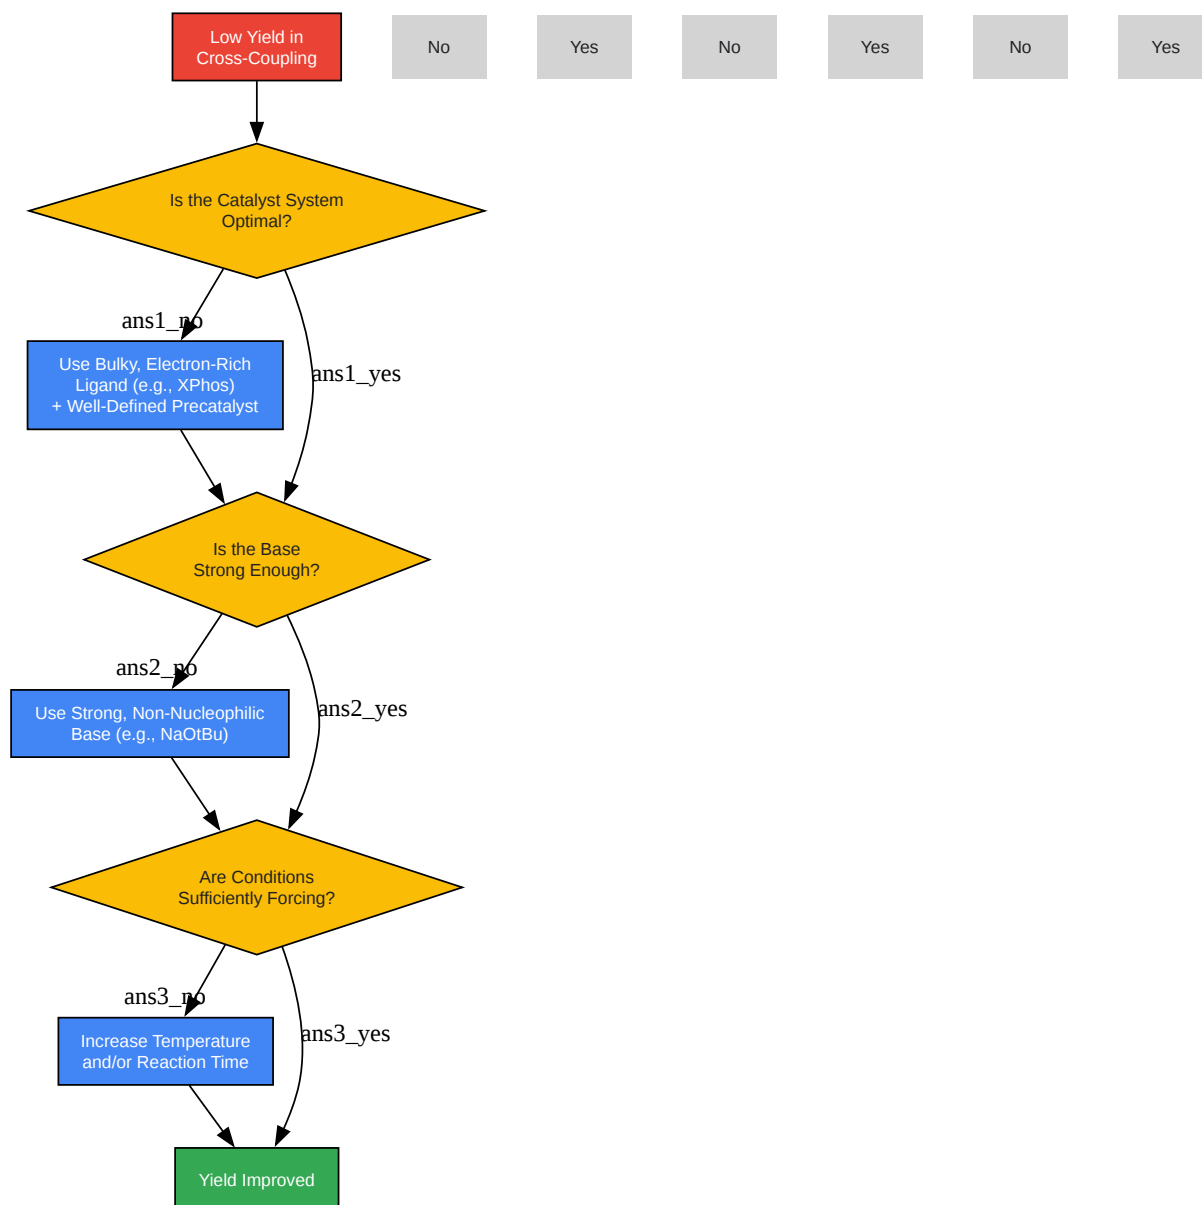 Low Yield in
Cross-Coupling
No
Yes
No
Yes
No
Yes
Is the Catalyst System
Optimal?
ans1_no
Use Bulky, Electron-Rich
Ligand (e.g., XPhos)
+ Well-Defined Precatalyst
ans1_yes
Is the Base
Strong Enough?
ans2_no
Use Strong, Non-Nucleophilic
Base (e.g., NaOtBu)
ans2_yes
Are Conditions
Sufficiently Forcing?
ans3_no
Increase Temperature
and/or Reaction Time
ans3_yes
Yield Improved